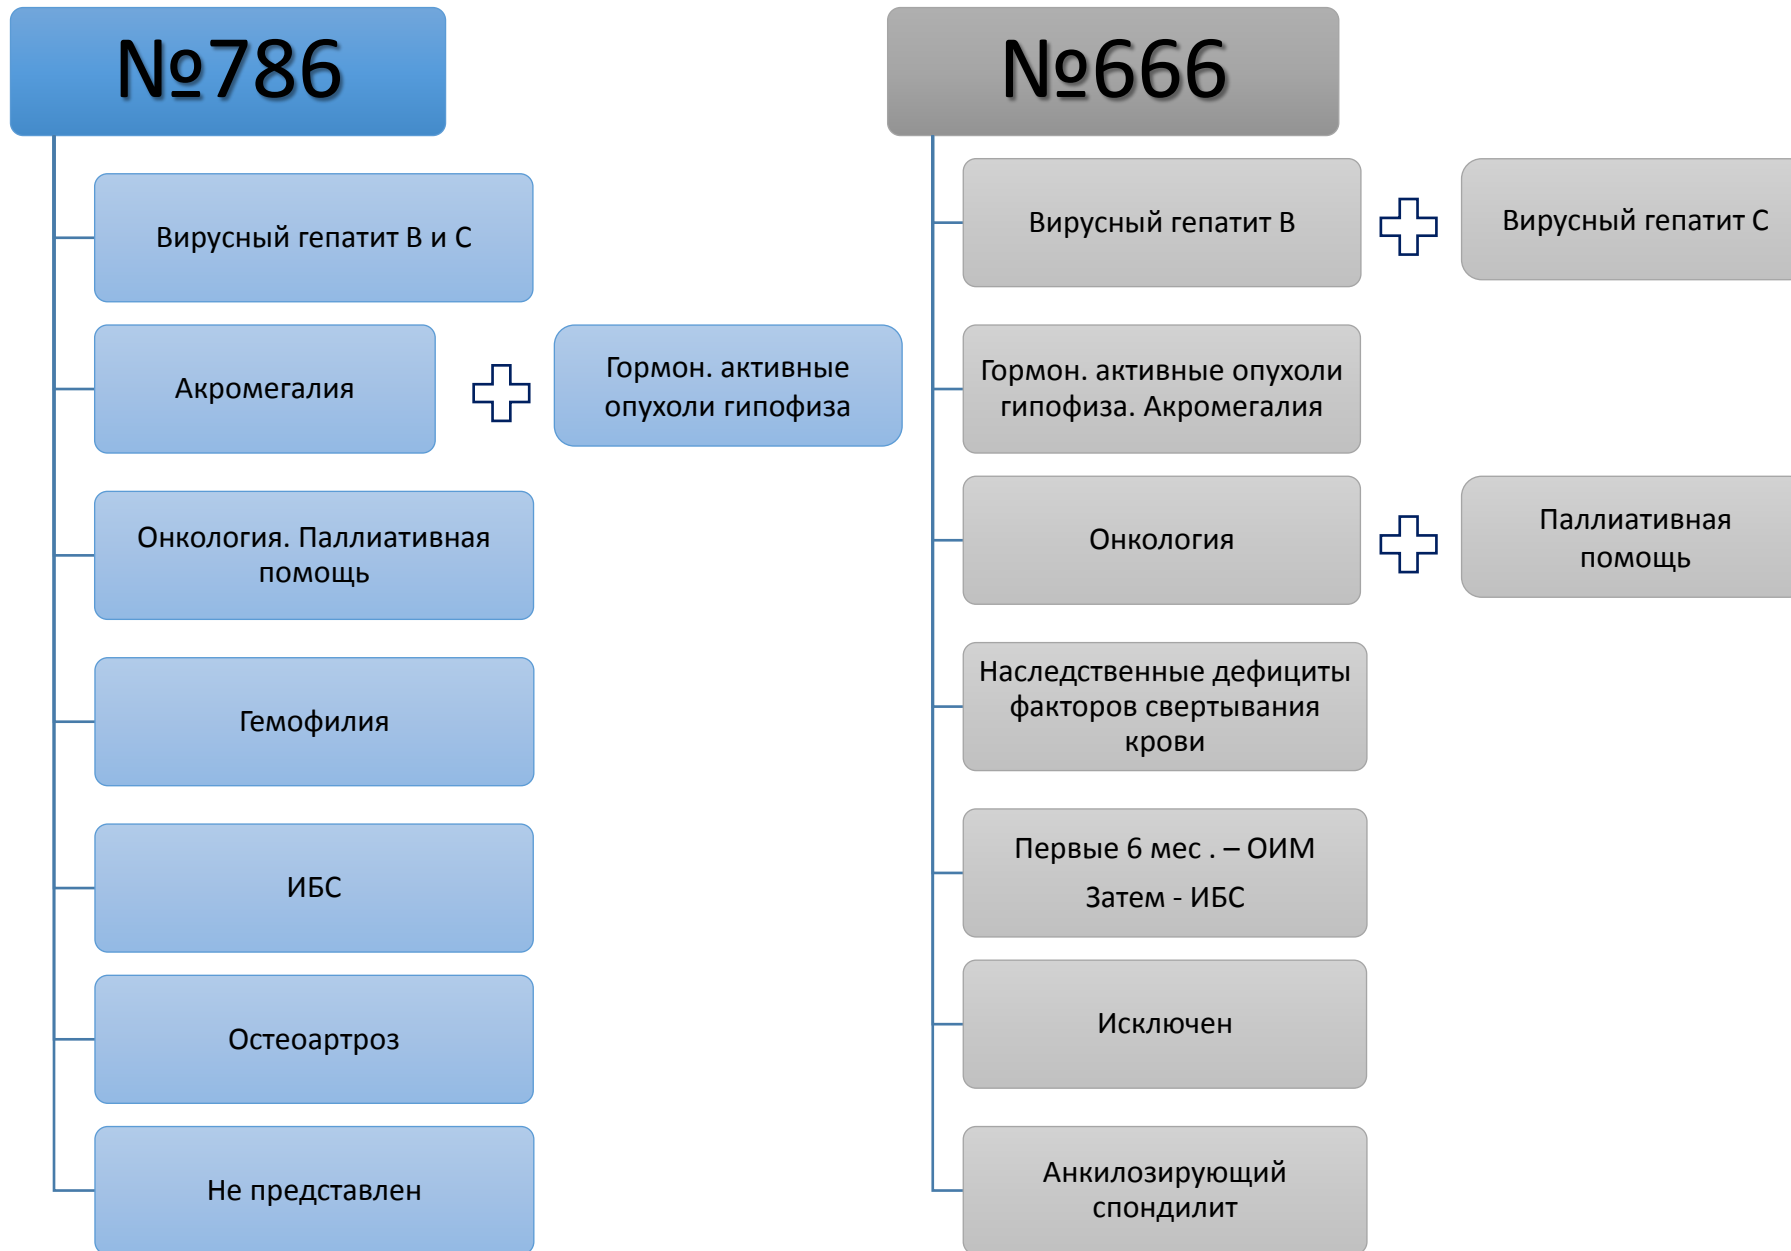 №786
Вирусный гепатит В и С
Акромегалия
Гормон. активные
опухоли гипофиза
Онкология. Паллиативная
помощь
Гемофилия
ИБС
Остеоартроз
Не представлен
№666
Вирусный гепатит В
Вирусный гепатит С
Гормон. активные опухоли
гипофиза. Акромегалия
Онкология
Паллиативная
помощь
Наследственные дефициты
факторов свертывания
крови
Первые 6 мес . – ОИМ
Затем - ИБС
Исключен
Анкилозирующий
спондилит